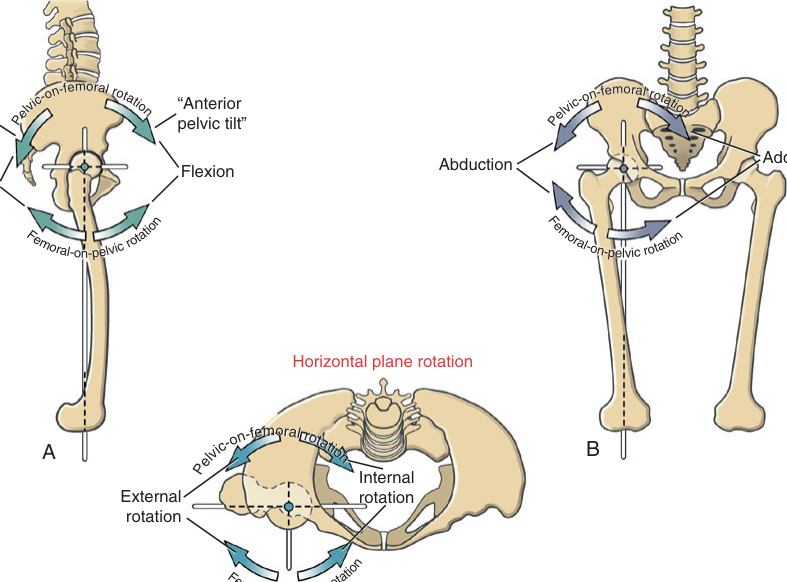 Pelvic-on-femoral rotation
"Anterior
pelvic tilt"
Flexion
Femoral-on-pelvic rotation
A
Pelvic-on-femoral rotation
Abduction
Femoral-on-pelvic rotation
B
Horizontal plane rotation
Pelvic-on-femoral rotation
Internal
rotation
External
rotation
rotation